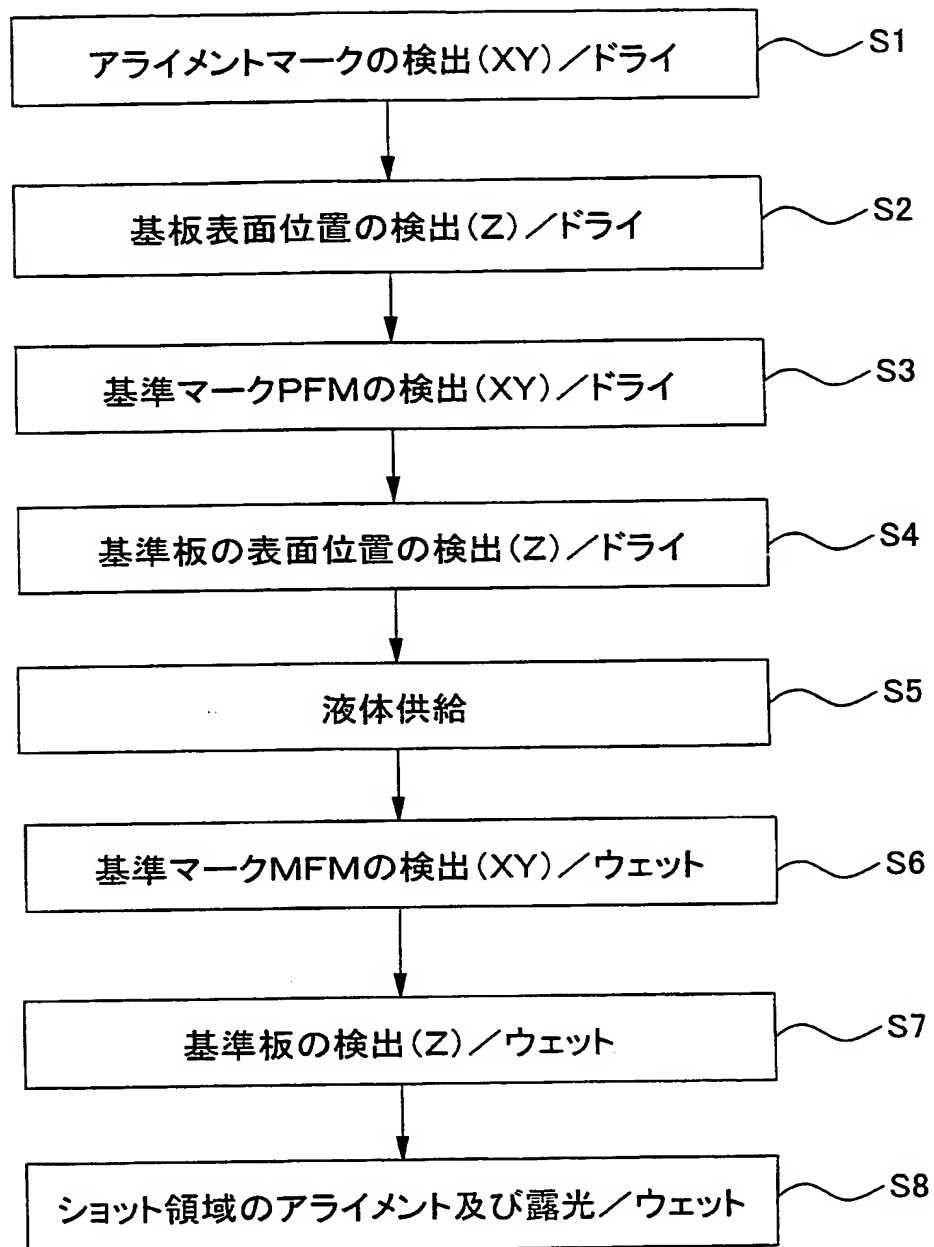 アライメントマークの検出(XY)/ドライ
S1
基板表面位置の検出(Z)/ドライ
S2
基準マークPFMの検出(XY)/ドライ
S3
基準板の表面位置の検出(Z)/ドライ
S4
液体供給
S5
基準マークMFMの検出(XY)/ウェット
S6
基準板の検出(Z)/ウェット
S7
ショット領域のアライメント及び露光/ウェット
S8